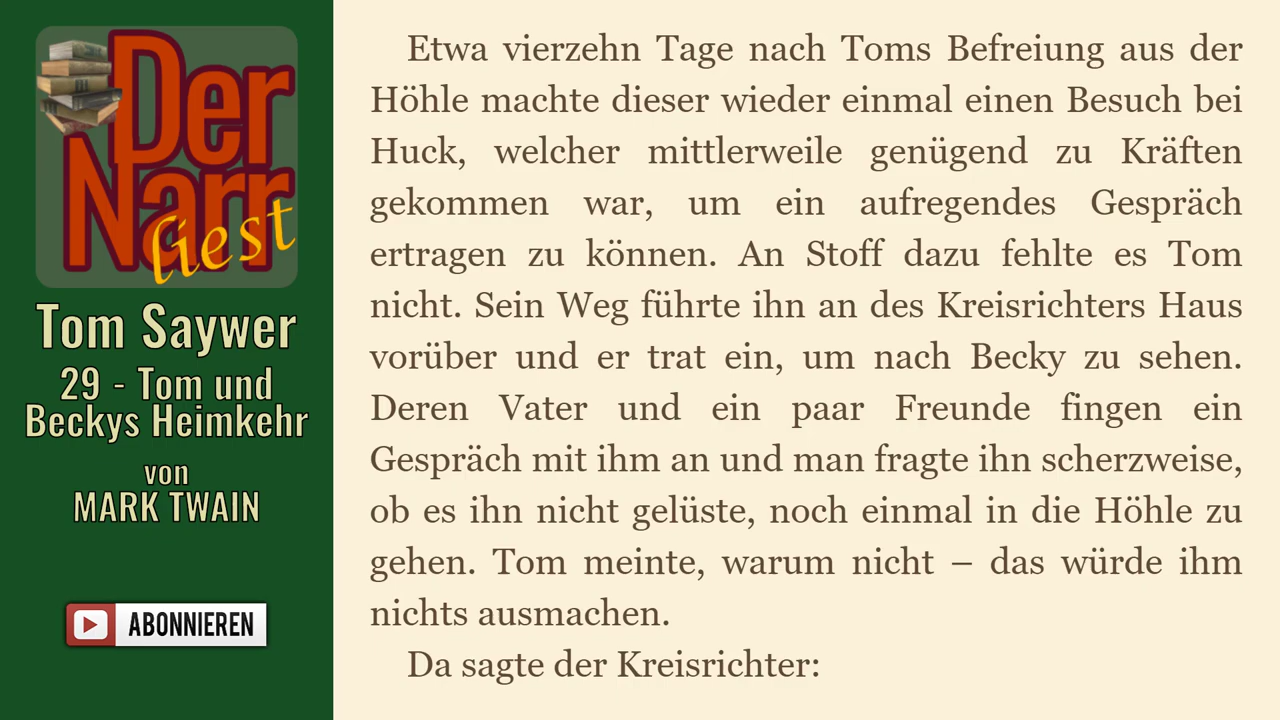 Der
Narr
liest
Tom Saywer
29 - Tom und
Beckys Heimkehr
von
MARK TWAIN
ABONNIEREN
Etwa vierzehn Tage nach Toms Befreiung aus der
Höhle machte dieser wieder einmal einen Besuch bei
Huck, welcher mittlerweile genügend zu Kräften
gekommen war, um ein aufregendes Gespräch
ertragen zu können. An Stoff dazu fehlte es Tom
nicht. Sein Weg führte ihn an des Kreisrichters Haus
vorüber und er trat ein, um nach Becky zu sehen.
Deren Vater und ein paar Freunde fingen ein
Gespräch mit ihm an und man fragte ihn scherzweise,
ob es ihn nicht gelüste, noch einmal in die Höhle zu
gehen. Tom meinte, warum nicht – das würde ihm
nichts ausmachen.
Da sagte der Kreisrichter: